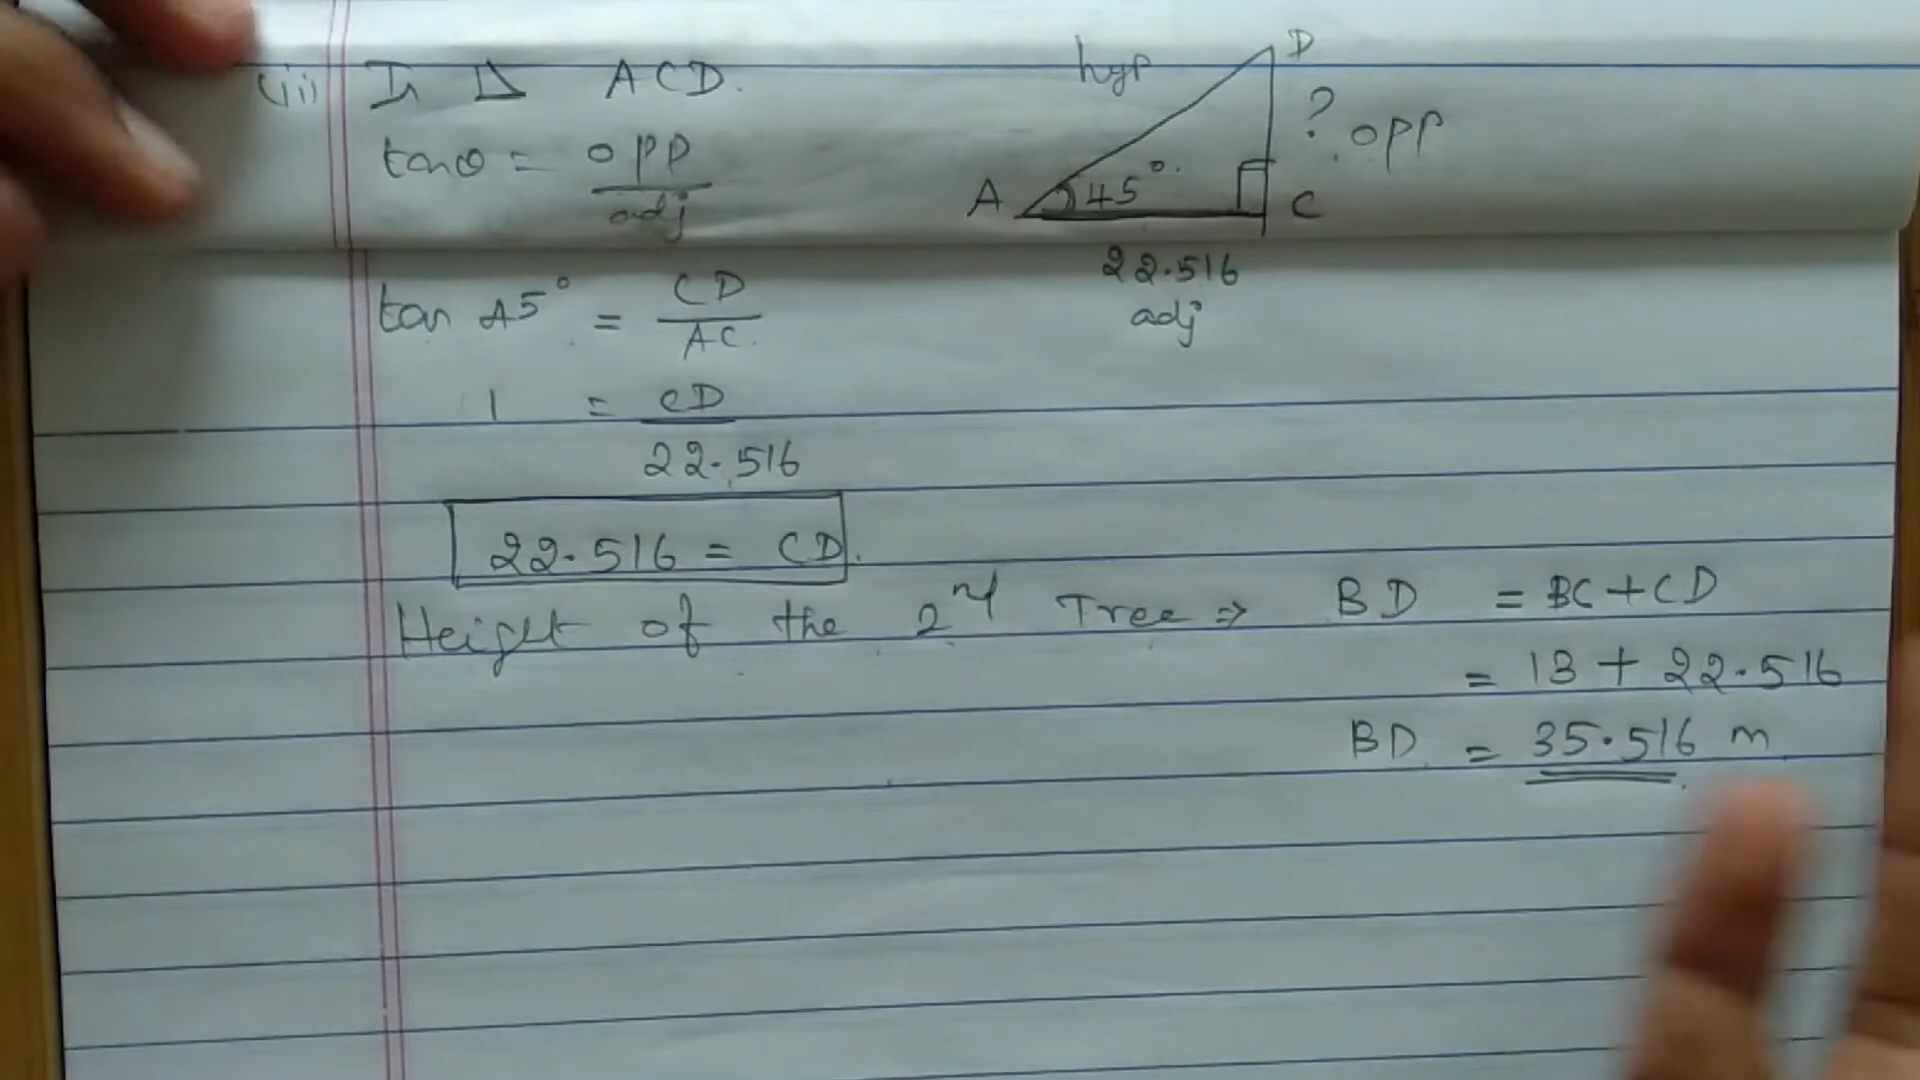 (ii) In Δ ACD.
tanθ = opp
adj
tan 45° = CD
AC
1 = CD
22.516
22.516 = CD.
Height of the 2nd Tree ⇒ BD = BC + CD
= 13 + 22.516
BD = 35.516 m
D
hyp
? opp
A 45° C
22.516
adj